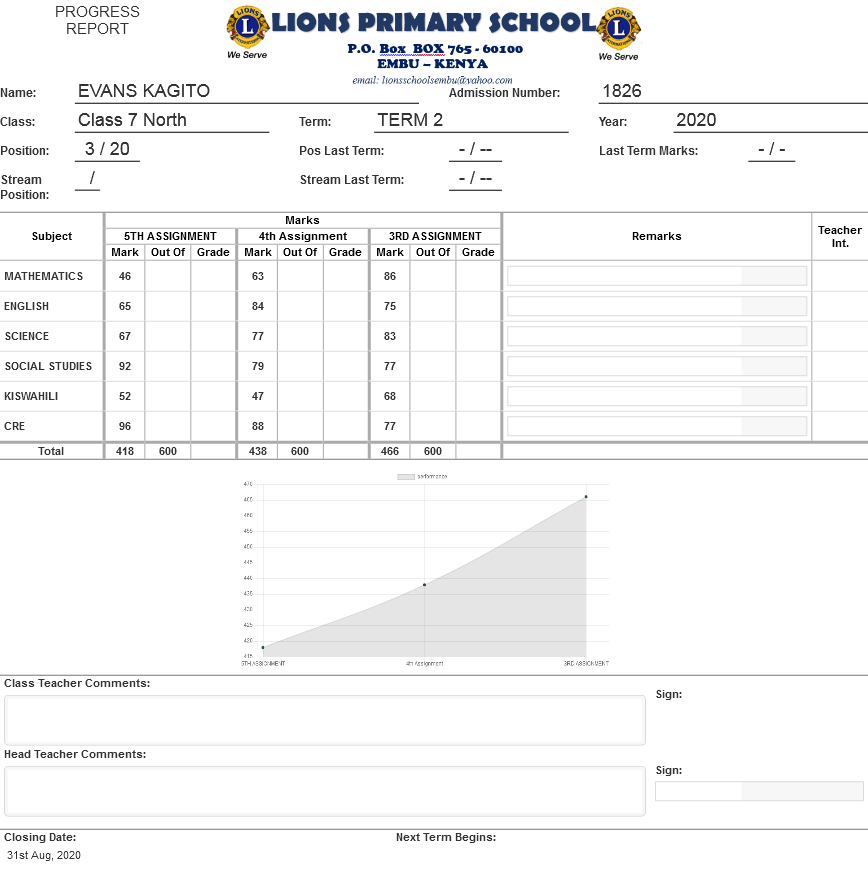 PROGRESS
REPORT
LIONS
L
INTERNATIONAL
We Serve
LIONS PRIMARY SCHOOL
P.O. Box BOX 765 - 60100
EMBU – KENYA
email: lionsschoolsembu@yahoo.com
LIONS
L
INTERNATIONAL
We Serve
Name: EVANS KAGITO Admission Number: 1826
Class: Class 7 North Term: TERM 2 Year: 2020
Position: 3 / 20 Pos Last Term: - / -- Last Term Marks: - / -
Stream Position: / Stream Last Term: - / --
Subject Marks Remarks Teacher Int.
5TH ASSIGNMENT 4th Assignment 3RD ASSIGNMENT
Mark Out Of Grade Mark Out Of Grade Mark Out Of Grade
MATHEMATICS 46 63 86
ENGLISH 65 84 75
SCIENCE 67 77 83
SOCIAL STUDIES 92 79 77
KISWAHILI 52 47 68
CRE 96 88 77
Total 418 600 438 600 466 600
performance
470
465
460
455
450
445
440
435
430
425
420
415
5TH ASSIGNMENT 4th Assignment 3RD ASSIGNMENT
Class Teacher Comments:
Sign:
Head Teacher Comments:
Sign:
Closing Date: Next Term Begins:
31st Aug, 2020